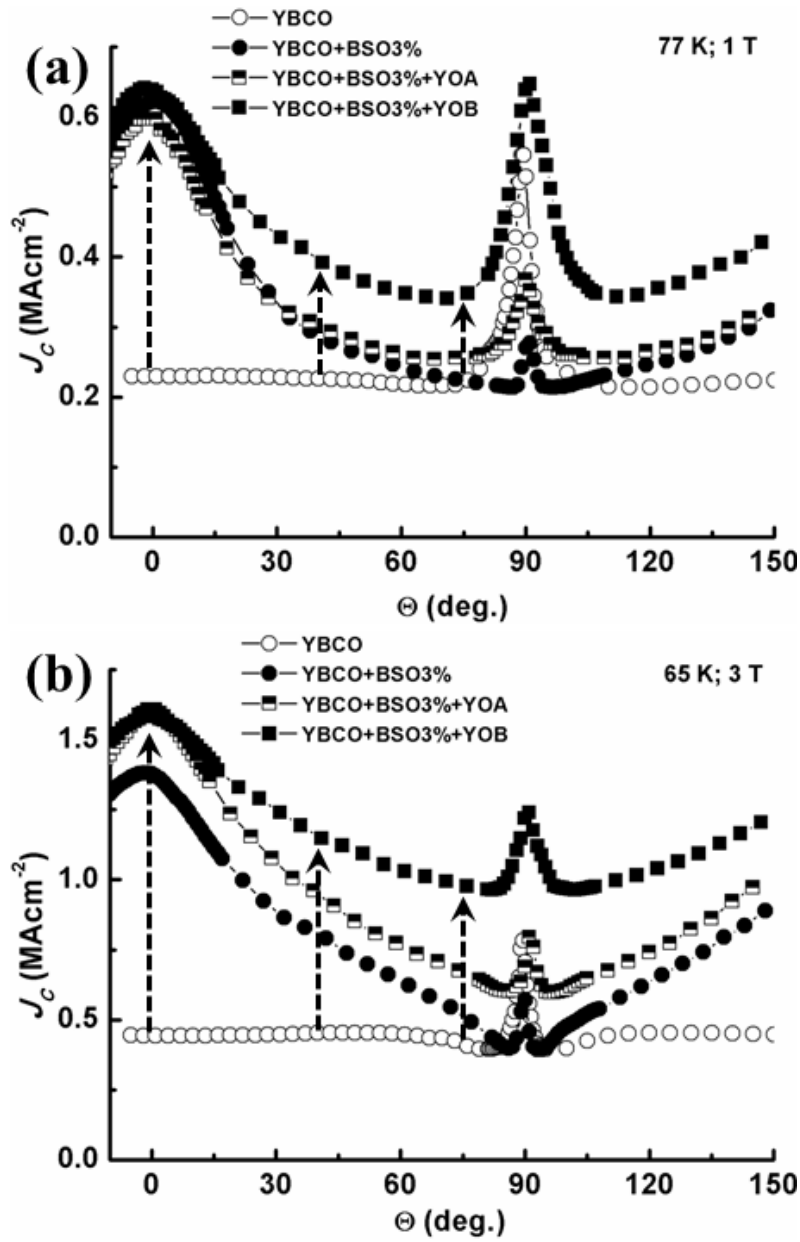 (a)
YBCO
YBCO+BSO3%
YBCO+BSO3%+YOA
YBCO+BSO3%+YOB
77 K; 1 T
0.6
0.4
0.2
0.0
Jc (MAcm-2)
0 30 60 90 120 150
Θ (deg.)
(b)
YBCO
YBCO+BSO3%
YBCO+BSO3%+YOA
YBCO+BSO3%+YOB
65 K; 3 T
1.5
1.0
0.5
0.0
Jc (MAcm-2)
0 30 60 90 120 150
Θ (deg.)